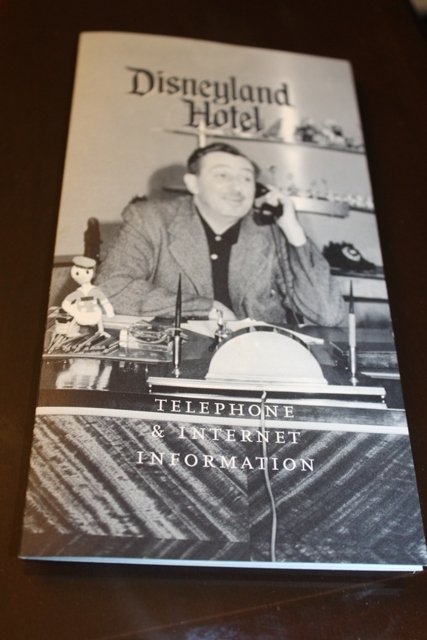 Disneyland
Hotel
TELEPHONE
& INTERNET
INFORMATION